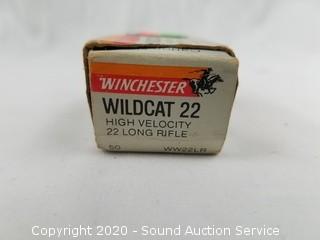 WINCHESTER
WILDCAT 22
HIGH VELOCITY
22 LONG RIFLE
50 WW22LR
Copyright 2020 - Sound Auction Service